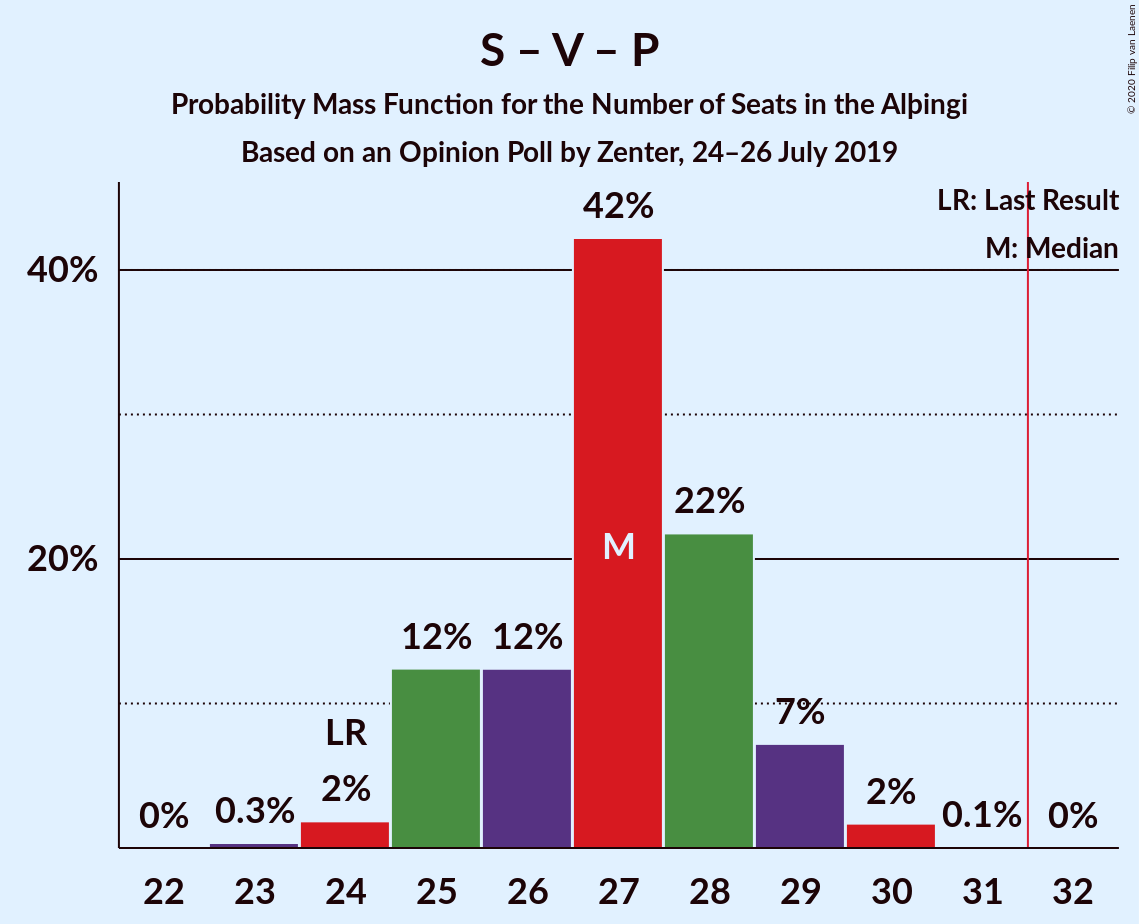 S – V – P
Probability Mass Function for the Number of Seats in the Alþingi
Based on an Opinion Poll by Zenter, 24–26 July 2019
© 2020 Filip van Laenen
LR: Last Result
M: Median
42%
40%
22%
M
20%
12% 12%
7%
LR
2%
2%
0% 0.3% 0.1% 0%
22 23 24 25 26 27 28 29 30 31 32